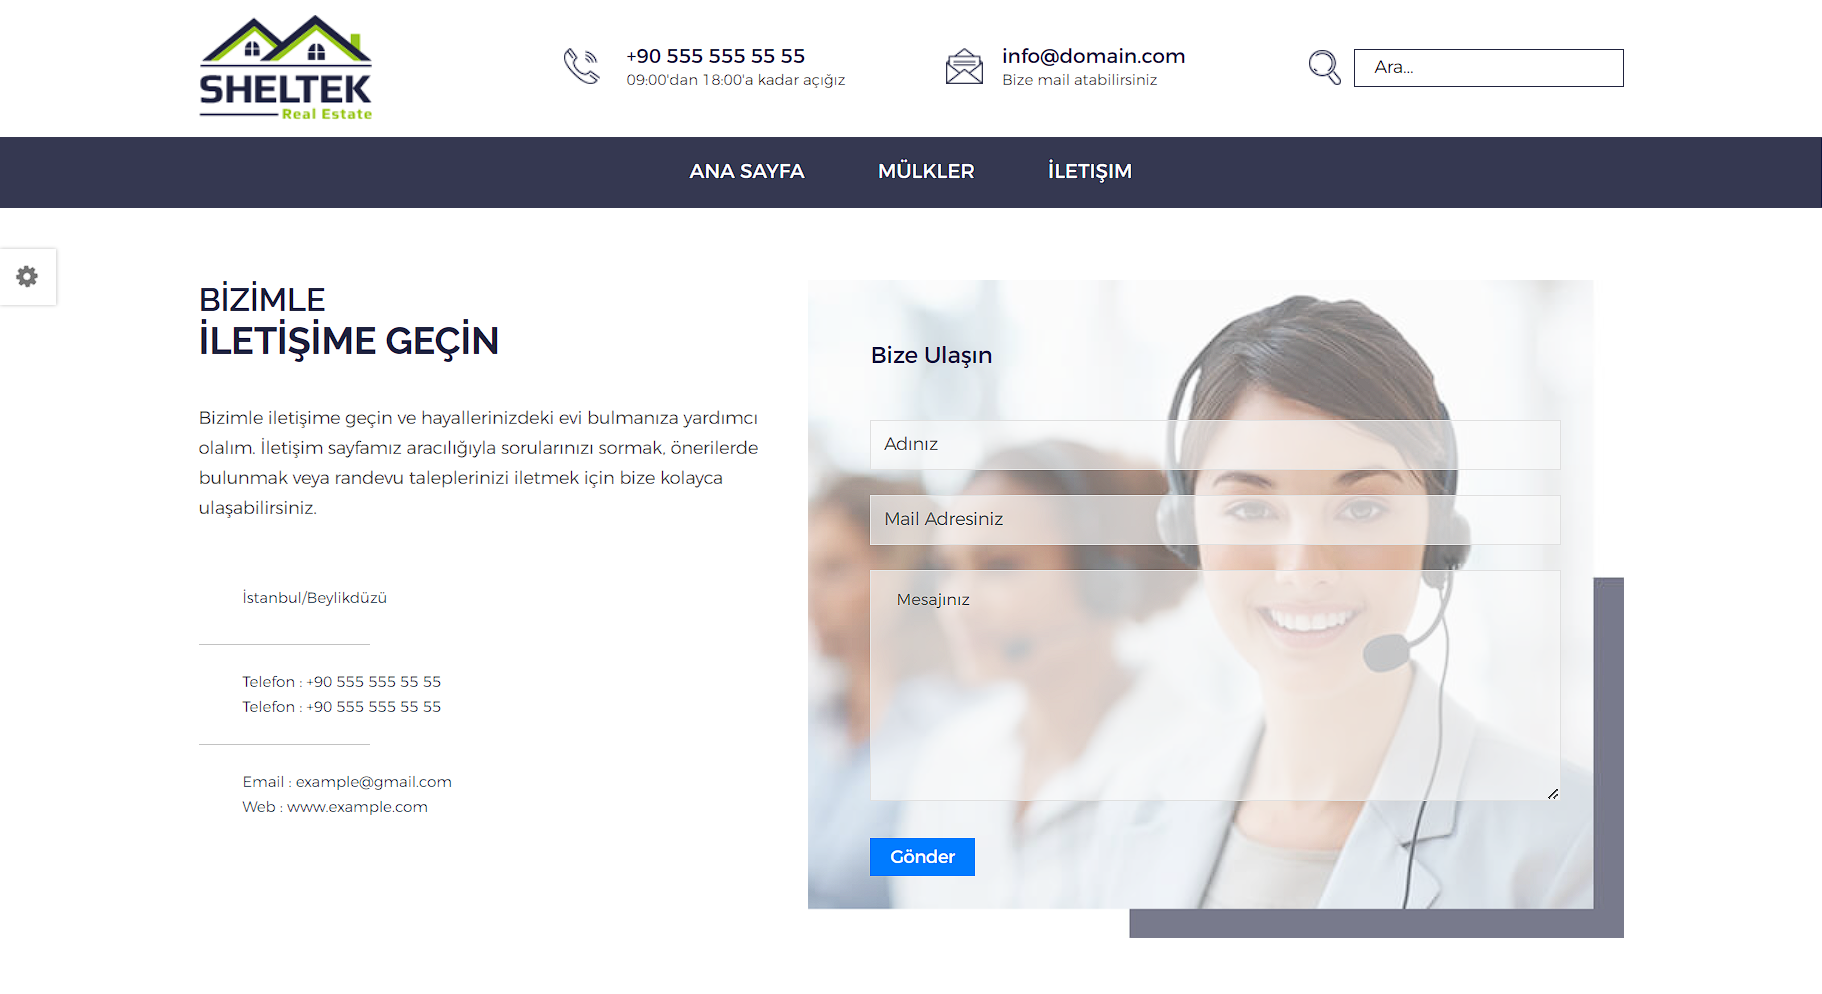 SHELTEK
Real Estate
+90 555 555 55 55
09:00'dan 18:00'a kadar açığız
info@domain.com
Bize mail atabilirsiniz
Ara...
ANA SAYFA
MÜLKLER
İLETIŞIM
BİZİMLE
İLETİŞİME GEÇİN
Bizimle iletişime geçin ve hayallerinizdeki evi bulmanıza yardımcı
olalım. İletişim sayfamız aracılığıyla sorularınızı sormak, önerilerde
bulunmak veya randevu taleplerinizi iletmek için bize kolayca
ulaşabilirsiniz.
İstanbul/Beylikdüzü
Telefon : +90 555 555 55 55
Telefon : +90 555 555 55 55
Email : example@gmail.com
Web : www.example.com
Bize Ulaşın
Adınız
Mail Adresiniz
Mesajınız
Gönder